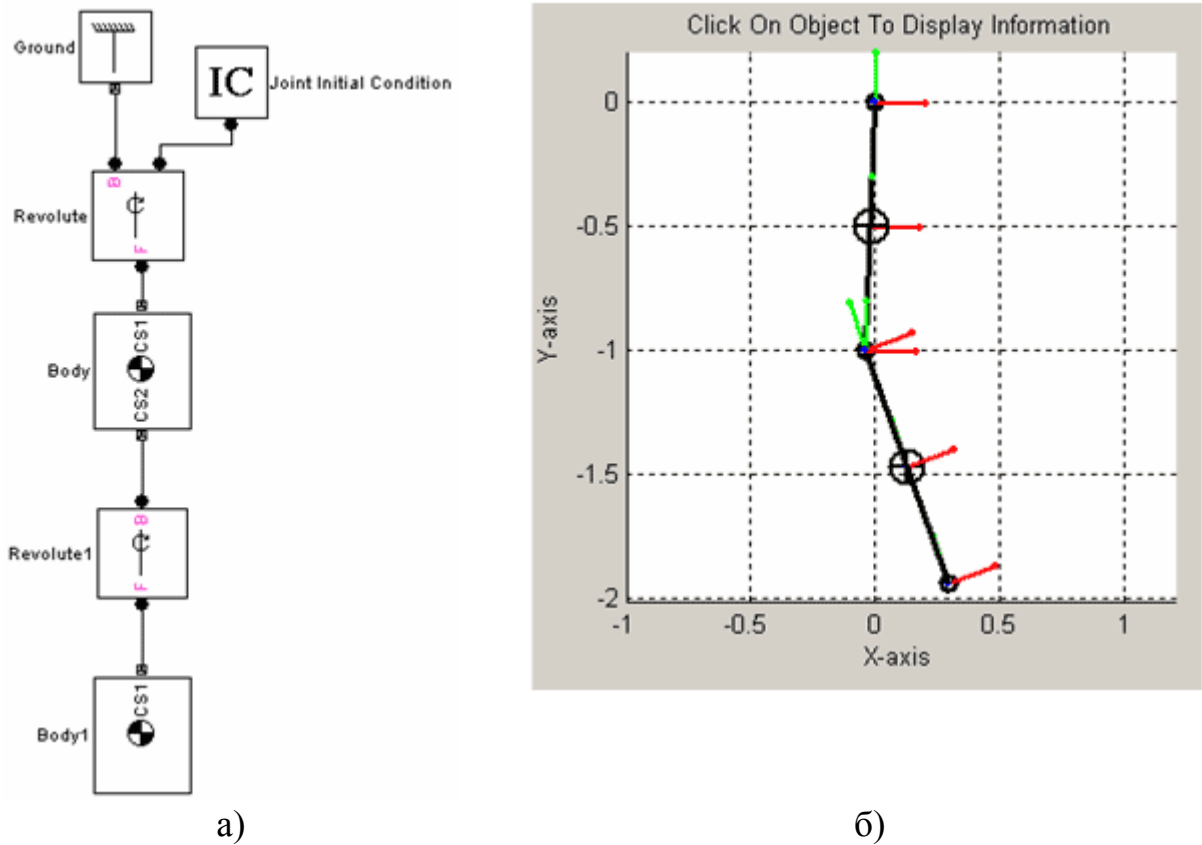 Ground
IC
Joint Initial Condition
B
Revolute
F
CS1
Body
CS2
B
Revolute1
F
CS1
Body1
а)
Click On Object To Display Information
0
-0.5
-1
-1.5
-2
Y-axis
-1
-0.5
0
0.5
1
X-axis
б)